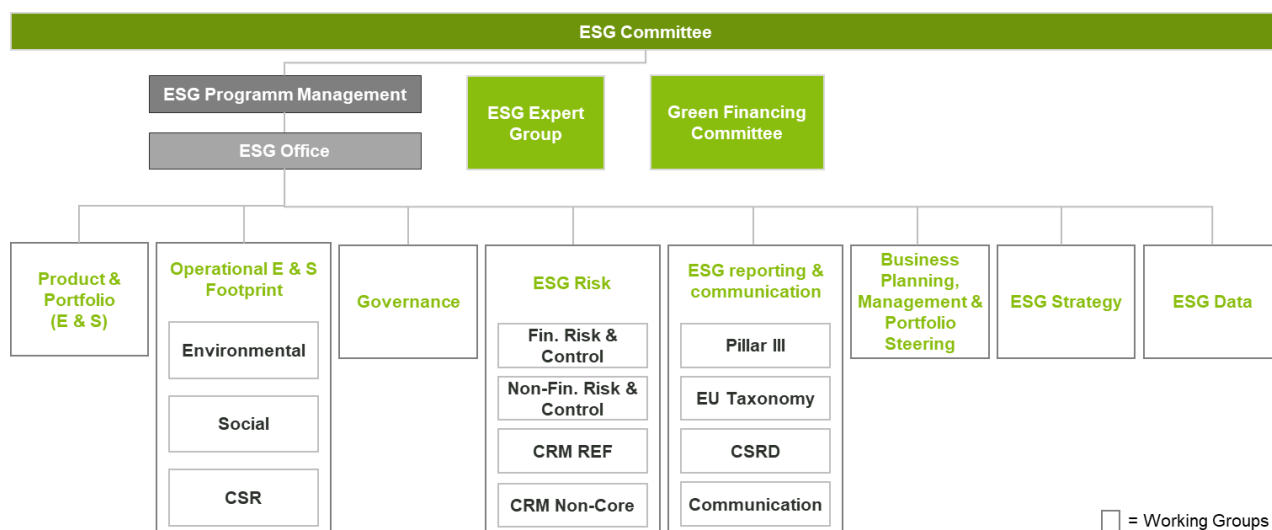 ESG Committee
ESG Programm Management
ESG Office
ESG Expert
Group
Green Financing
Committee
Product &
Portfolio
(E & S)
Operational E & S
Footprint
Environmental
Social
CSR
Governance
ESG Risk
Fin. Risk &
Control
Non-Fin. Risk &
Control
CRM REF
CRM Non-Core
ESG reporting &
communication
Pillar III
EU Taxonomy
CSRD
Communication
Business
Planning,
Management &
Portfolio
Steering
ESG Strategy
ESG Data
= Working Groups